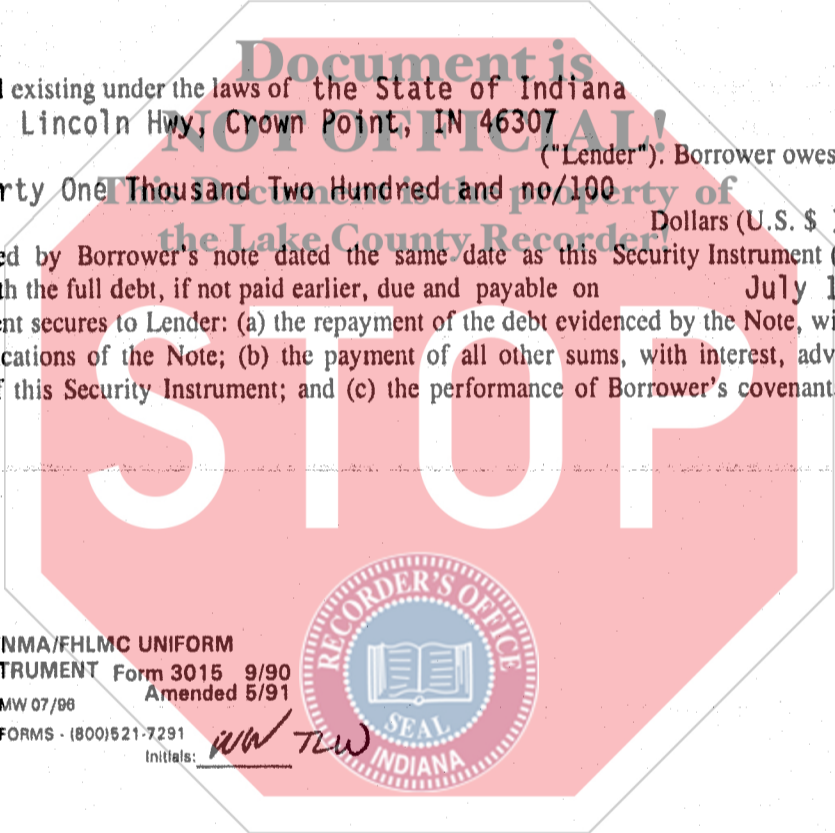 Document is
existing under the laws of the State of Indiana
NOT OFFICIAL!
Lincoln Hwy, Crown Point, IN 46307
("Lender"). Borrower owes
This Document is the property of
rty One Thousand Two Hundred and no/100
Dollars (U.S. $
the Lake County Recorder!
ed by Borrower's note dated the same date as this Security Instrument (
th the full debt, if not paid earlier, due and payable on July 1
ent secures to Lender: (a) the repayment of the debt evidenced by the Note, wi
cations of the Note; (b) the payment of all other sums, with interest, adv
f this Security Instrument; and (c) the performance of Borrower's covenant
STOP
RECORDER'S OFFICE
SEAL
INDIANA
NMA/FHLMC UNIFORM
TRUMENT Form 3015 9/90
Amended 5/91
MW 07/96
FORMS - (800)521-7291
Initials: WW TLW